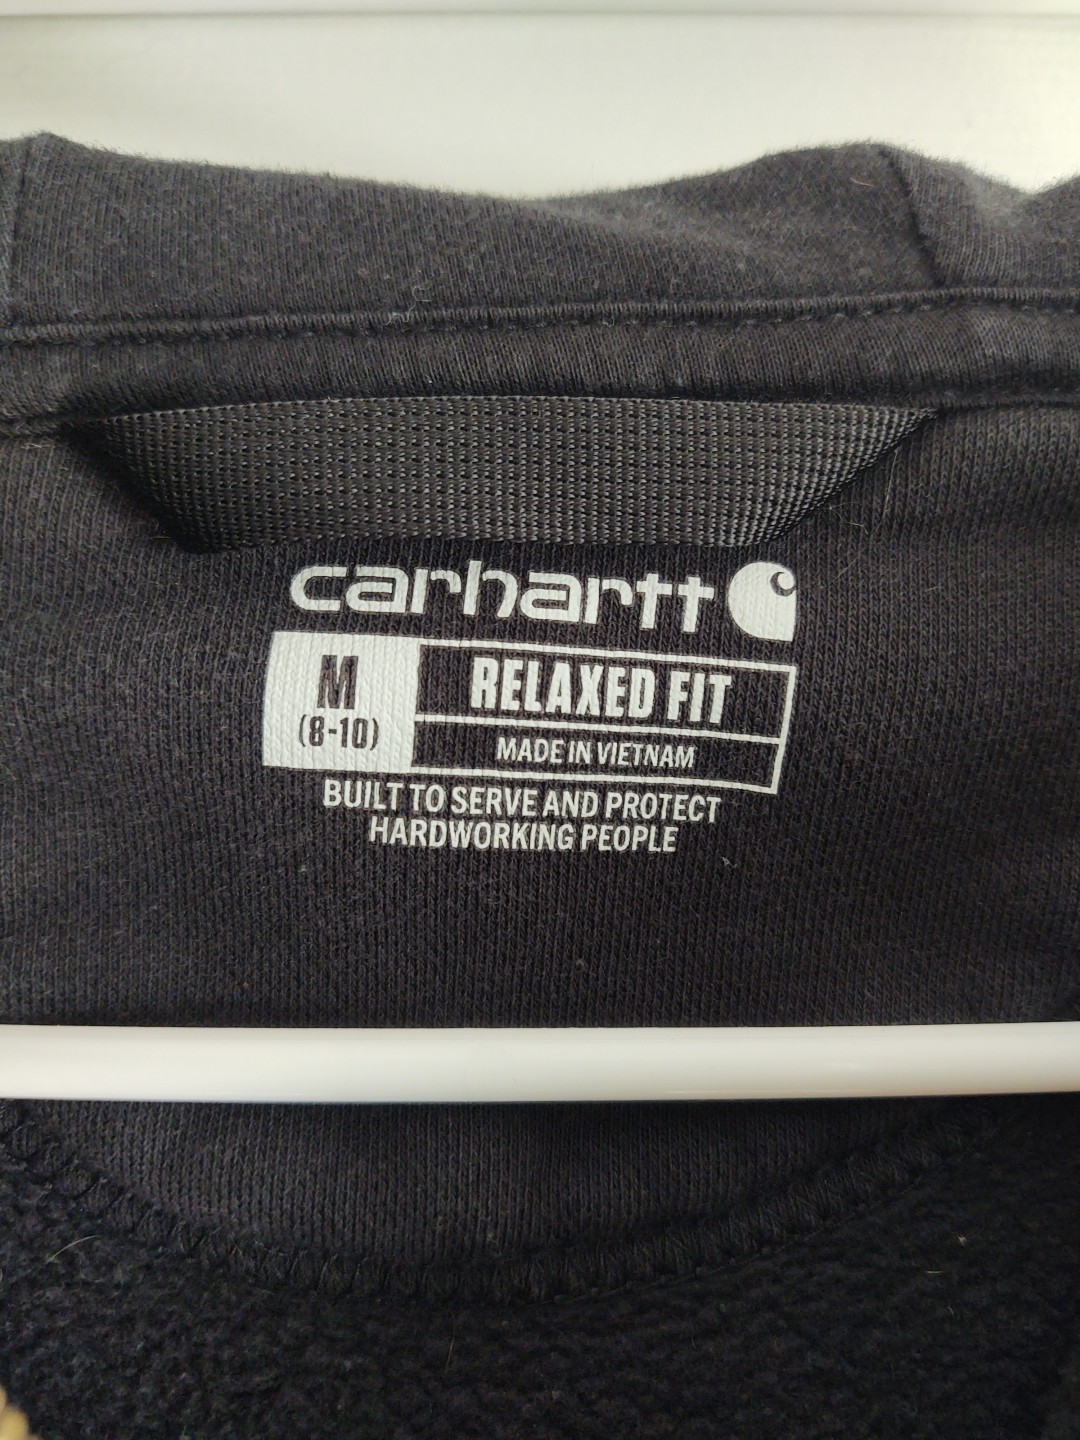 carhartt
M
(8-10)
RELAXED FIT
MADE IN VIETNAM
BUILT TO SERVE AND PROTECT
HARDWORKING PEOPLE